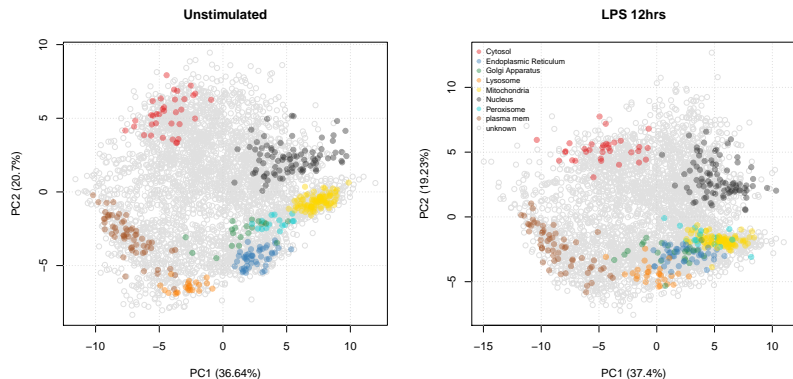 Unstimulated
10
5
0
−5
PC2 (20.7%)
−10 −5 0 5 10
PC1 (36.64%)
LPS 12hrs
Cytosol
Endoplasmic Reticulum
Golgi Apparatus
Lysosome
Mitochondria
Nucleus
Peroxisome
plasma mem
unknown
10
5
0
−5
PC2 (19.23%)
−15 −10 −5 0 5 10
PC1 (37.4%)